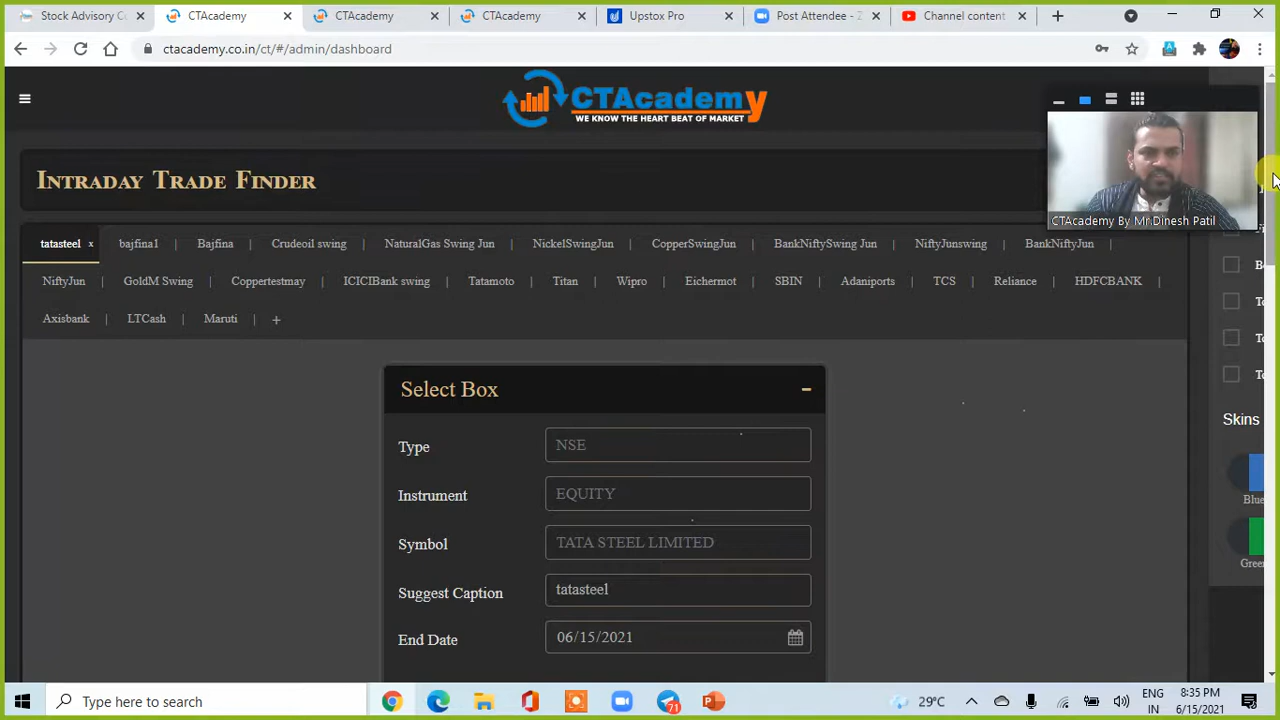 Stock Advisory C
CTAcademy
CTAcademy
CTAcademy
Upstox Pro
Post Attendee - Z
Channel content
ctacademy.co.in/ct/#/admin/dashboard
CTAcademy
WE KNOW THE HEART BEAT OF MARKET
CTAcademy By Mr.Dinesh Patil
INTRADAY TRADE FINDER
tatasteel x | bajfina1 | Bajfina | Crudeoil swing | NaturalGas Swing Jun | NickelSwingJun | CopperSwingJun | BankNiftySwing Jun | NiftyJunswing | BankNiftyJun |
NiftyJun | GoldM Swing | Coppertestmay | ICICIBank swing | Tatamoto | Titan | Wipro | Eichermot | SBIN | Adaniports | TCS | Reliance | HDFCBANK |
Axisbank | LTCash | Maruti | +
Select Box
Type NSE
Instrument EQUITY
Symbol TATA STEEL LIMITED
Suggest Caption tatasteel
End Date 06/15/2021
Skins
Blue
Gree
Type here to search
71
29°C
ENG
IN
8:35 PM
6/15/2021